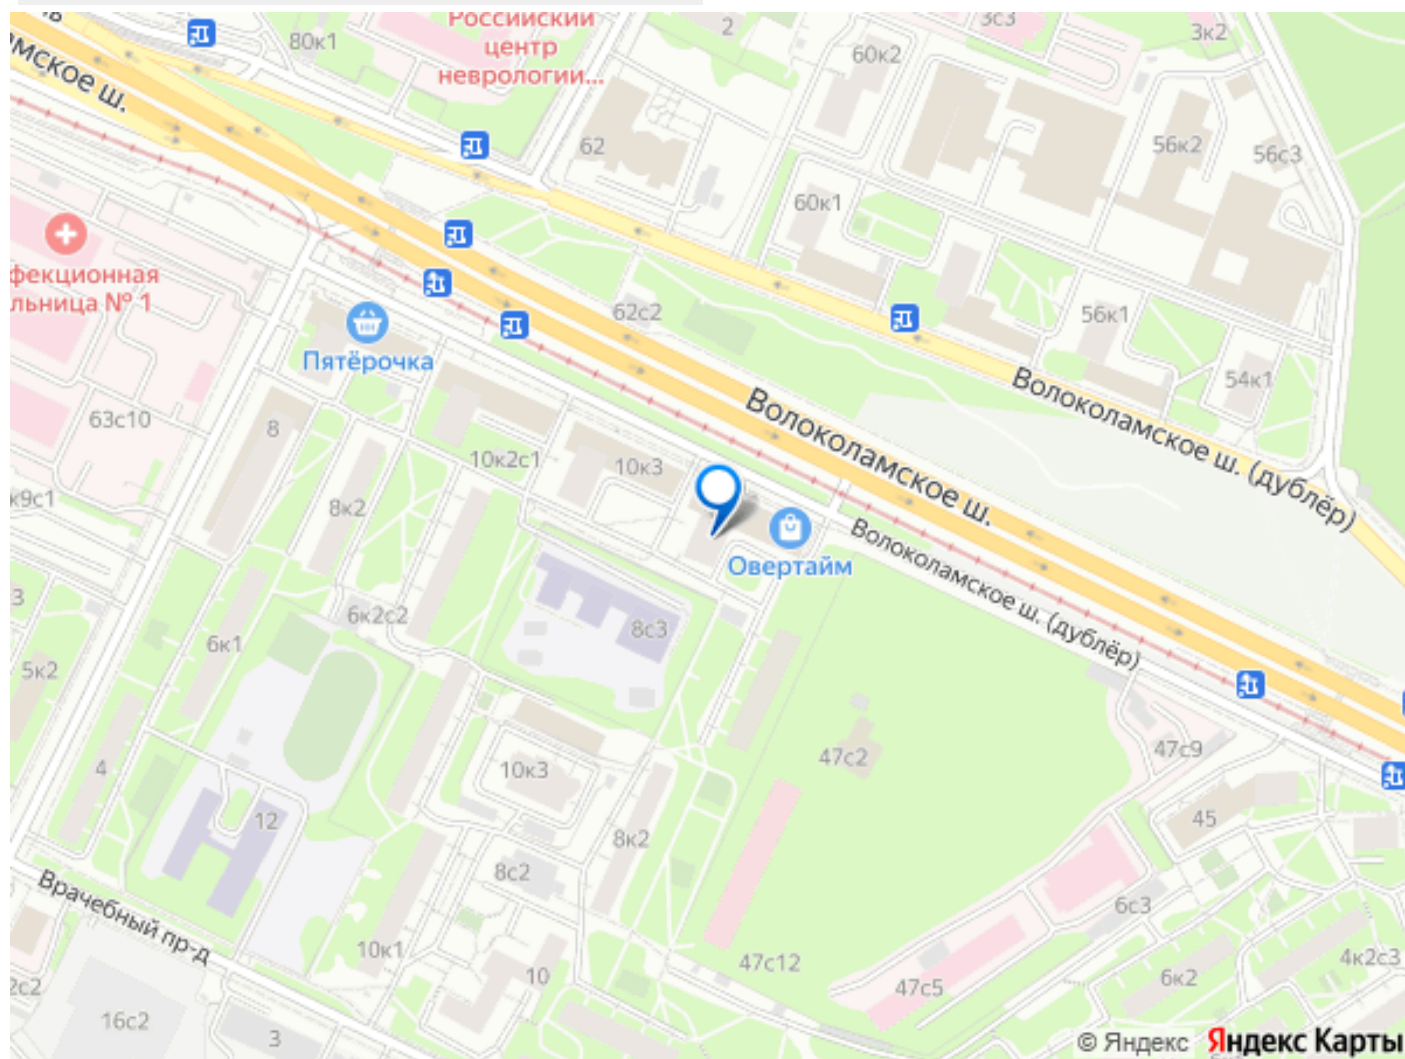 80к1
Российский
центр
неврологии...
2
3с3
3к2
60к2
мское ш.
62
56к2
56с3
60к1
фекционная
льница № 1
62с2
56к1
Пятёрочка
54к1
Волоколамское ш. (дублёр)
Волоколамское ш.
63с10
8
10к2с1
10к3
к9с1
8к2
Овертайм
Волоколамское ш. (дублёр)
3
6к2с2
8с3
6к1
5к2
4
10к3
47с2
47с9
12
8к2
45
8с2
Врачебный пр-д
6с3
10к1
47с12
4к2с3
2с2
10
47с5
6к2
16с2
3
© Яндекс Яндекс Карты